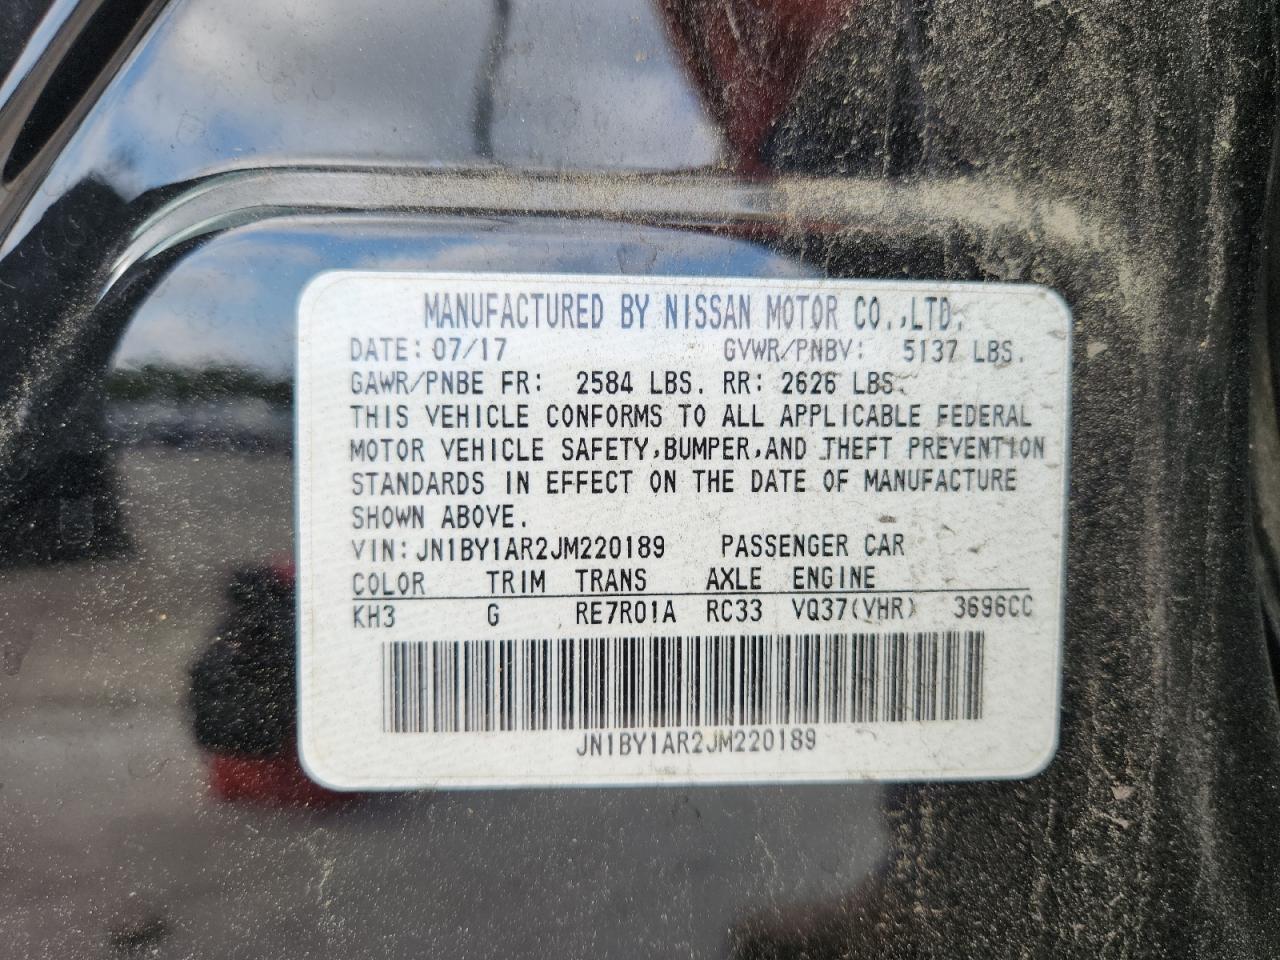 MANUFACTURED BY NISSAN MOTOR CO.,LTD.
DATE: 07/17 GVWR/PNBV: 5137 LBS.
GAWR/PNBE FR: 2584 LBS. RR: 2626 LBS.
THIS VEHICLE CONFORMS TO ALL APPLICABLE FEDERAL
MOTOR VEHICLE SAFETY,BUMPER,AND THEFT PREVENTION
STANDARDS IN EFFECT ON THE DATE OF MANUFACTURE
SHOWN ABOVE.
VIN: JN1BY1AR2JM220189 PASSENGER CAR
COLOR TRIM TRANS AXLE ENGINE
KH3 G RE7R01A RC33 VQ37(VHR) 3696CC
JN1BY1AR2JM220189